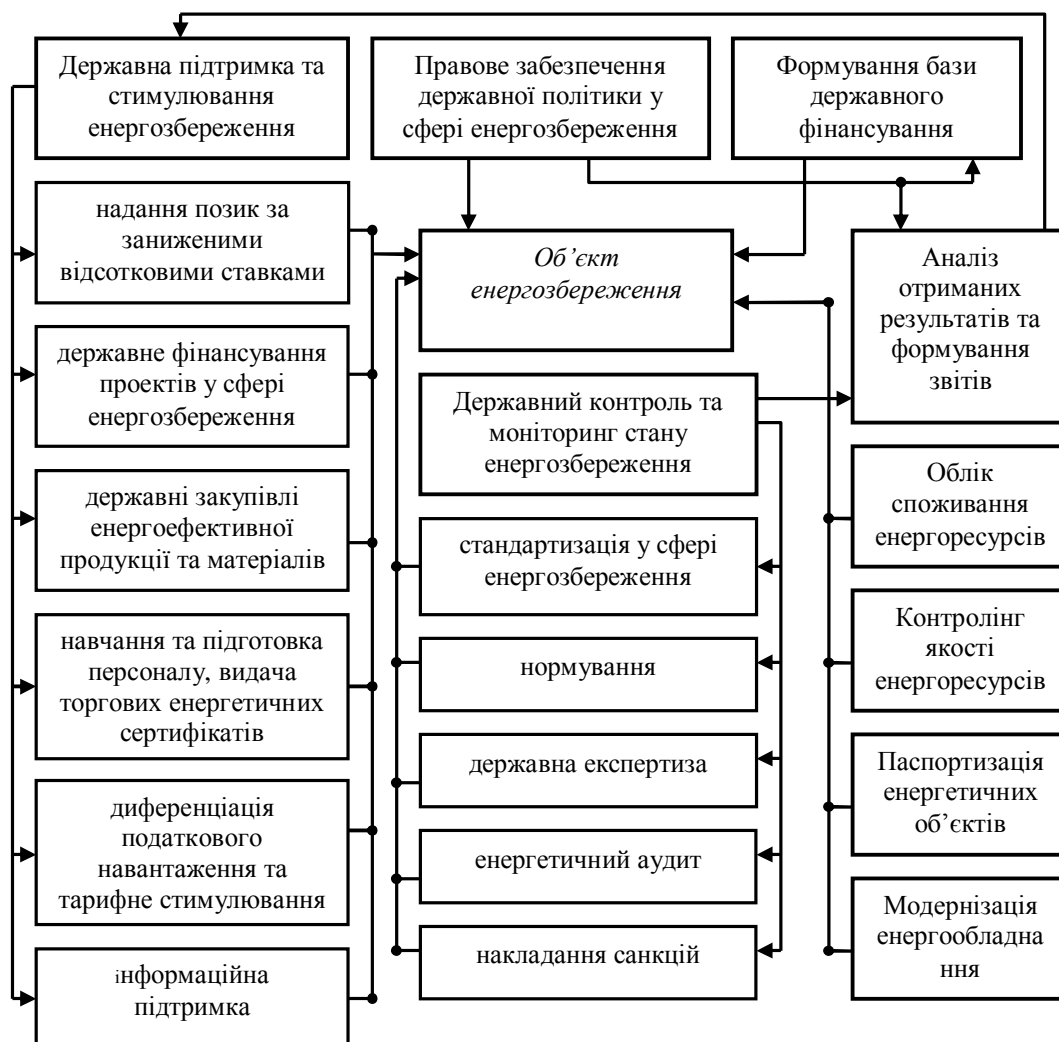 Державна підтримка та
стимулювання
енергозбереження
Правове забезпечення
державної політики у
сфері енергозбереження
Формування бази
державного
фінансування
надання позик за
заниженими
відсотковими ставками
державне фінансування
проектів у сфері
енергозбереження
державні закупівлі
енергоефективної
продукції та матеріалів
навчання та підготовка
персоналу, видача
торгових енергетичних
сертифікатів
диференціація
податкового
навантаження та
тарифне стимулювання
інформаційна
підтримка
Об’єкт
енергозбереження
Державний контроль та
моніторинг стану
енергозбереження
стандартизація у сфері
енергозбереження
нормування
державна експертиза
енергетичний аудит
накладання санкцій
Аналіз
отриманих
результатів та
формування
звітів
Облік
споживання
енергоресурсів
Контролінг
якості
енергоресурсів
Паспортизація
енергетичних
об’єктів
Модернізація
енергообладна
ння